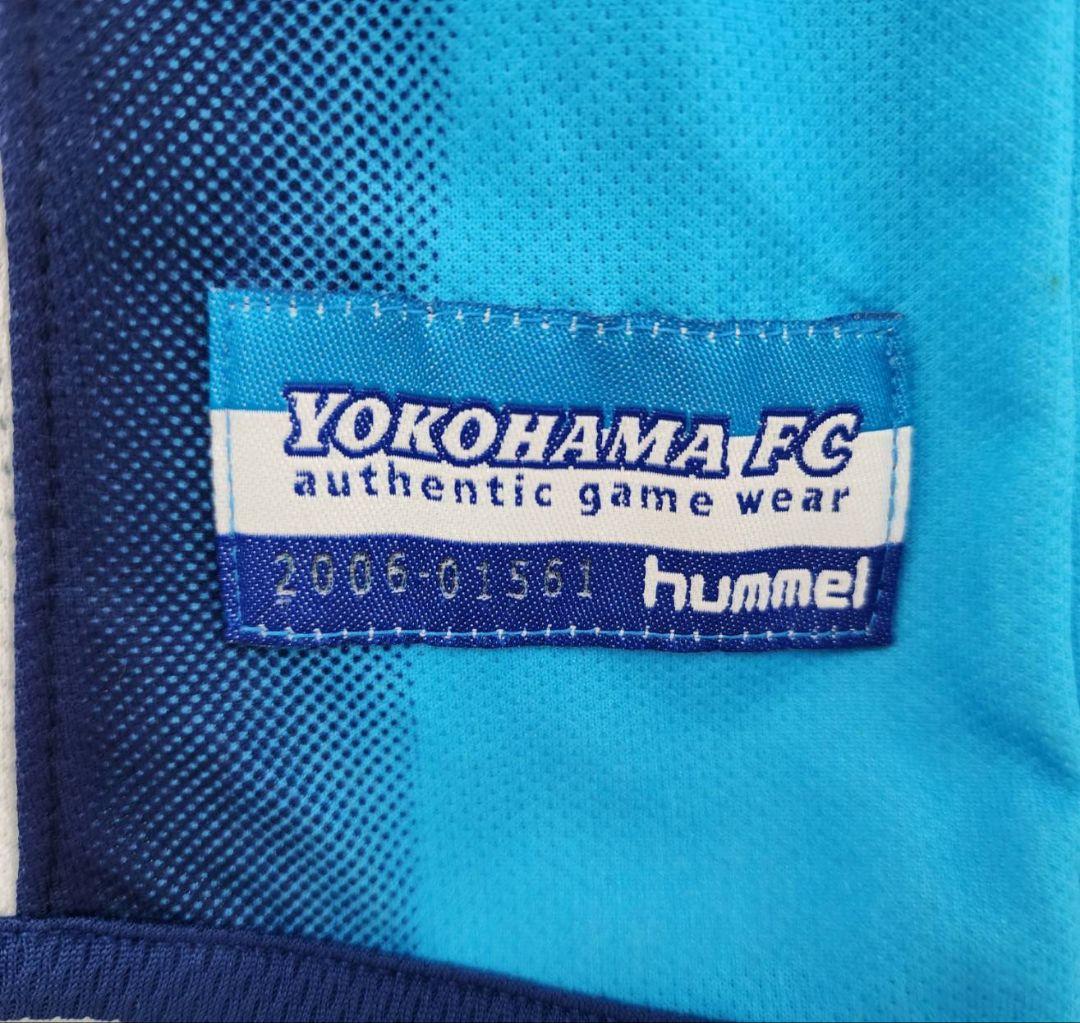 YOKOHAMA FC
authentic game wear
2006-01561 hummel